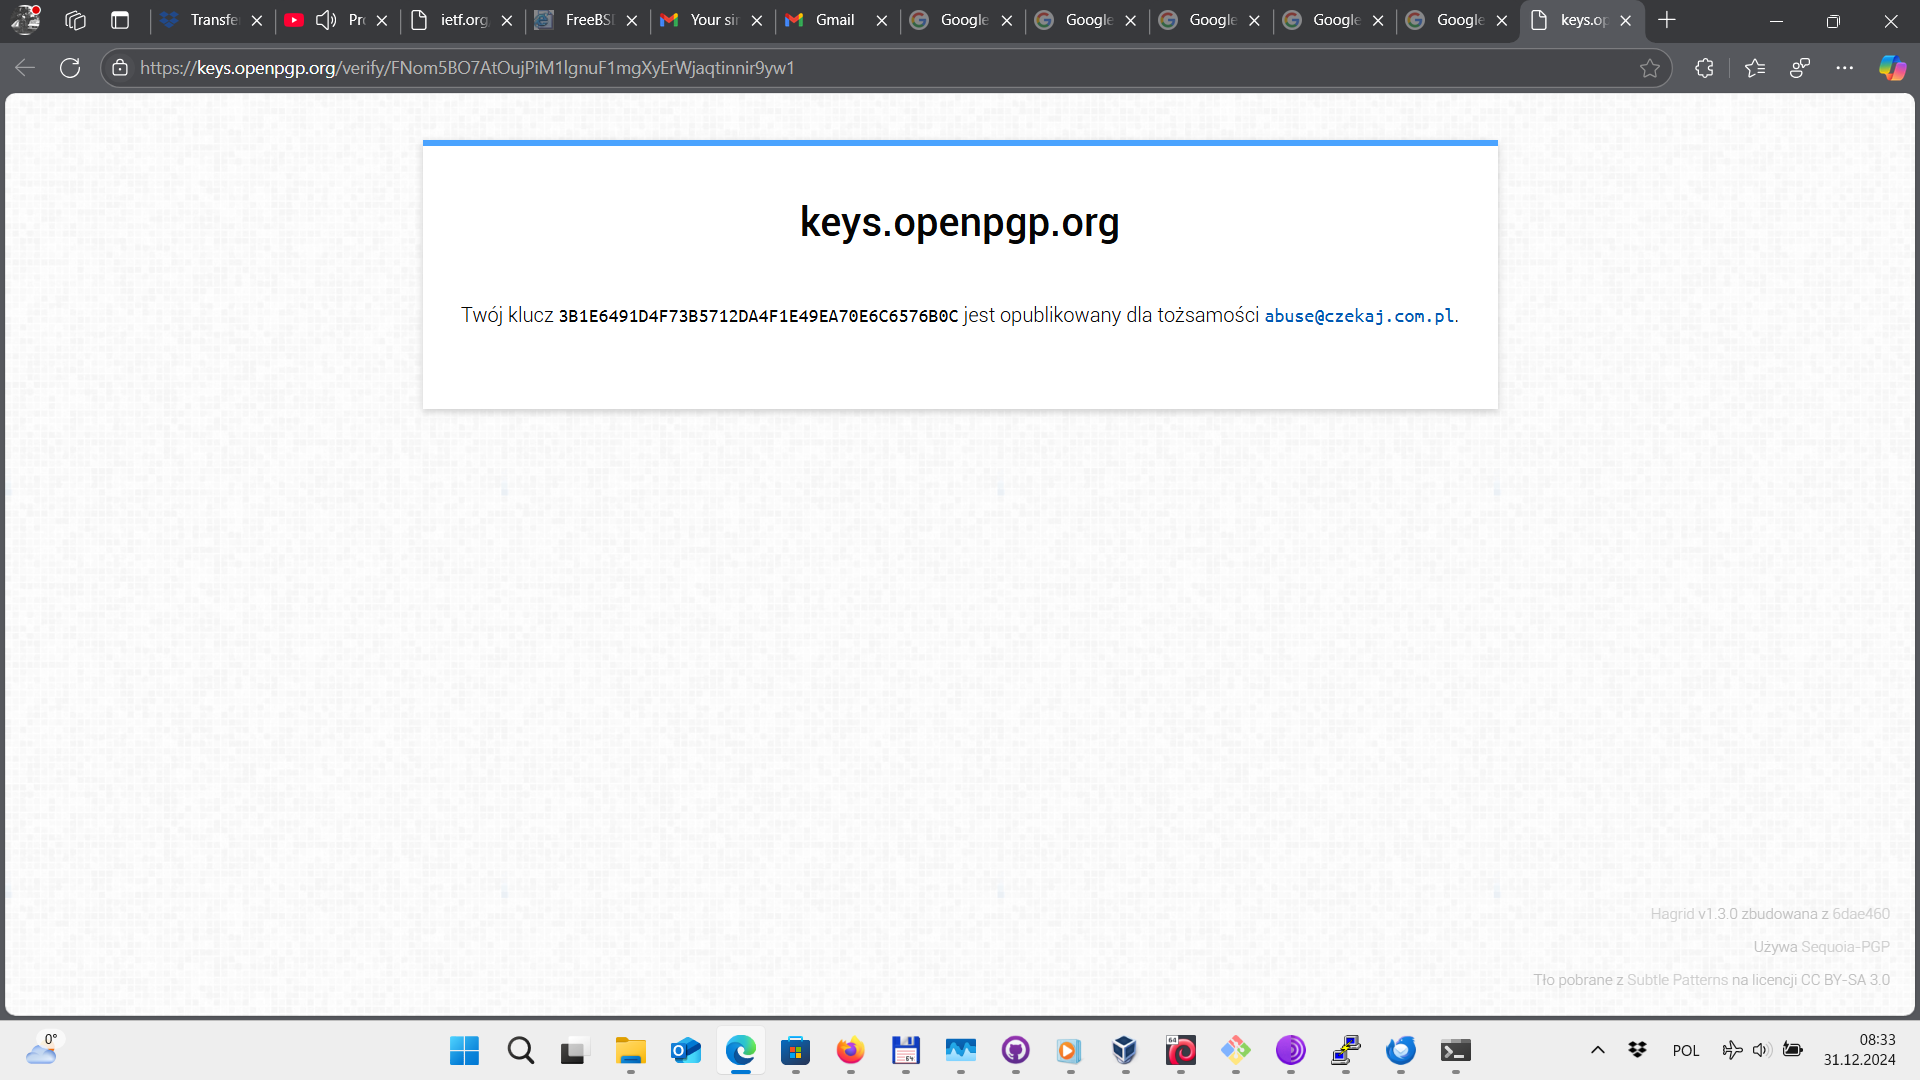 Transfe
Pr
ietf.org
FreeBS
Your si
Gmail
Google
Google
Google
Google
Google
keys.op
https://keys.openpgp.org/verify/FNom5BO7AtOujPiM1lgnuF1mgXyErWjaqtinnir9yw1
keys.openpgp.org
Twój klucz 3B1E6491D4F73B5712DA4F1E49EA70E6C6576B0C jest opublikowany dla tożsamości abuse@czekaj.com.pl.
Hagrid v1.3.0 zbudowana z 6dae460
Używa Sequoia-PGP
Tło pobrane z Subtle Patterns na licencji CC BY-SA 3.0
0°
64
64
POL
08:33
31.12.2024